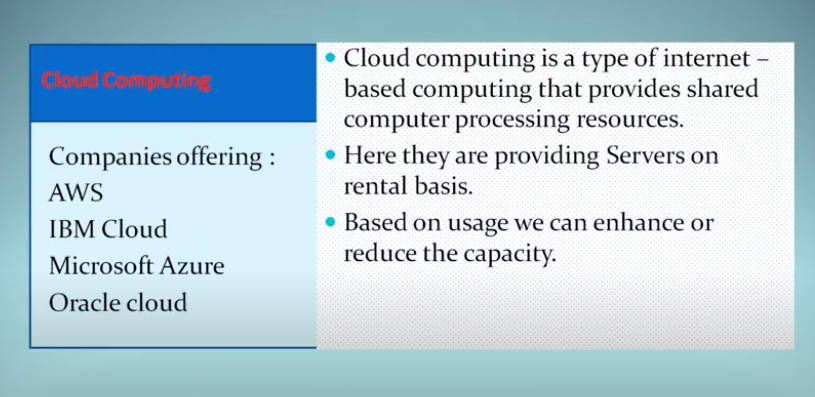 Cloud Computing
Companies offering :
AWS
IBM Cloud
Microsoft Azure
Oracle cloud
Cloud computing is a type of internet –
based computing that provides shared
computer processing resources.
Here they are providing Servers on
rental basis.
Based on usage we can enhance or
reduce the capacity.